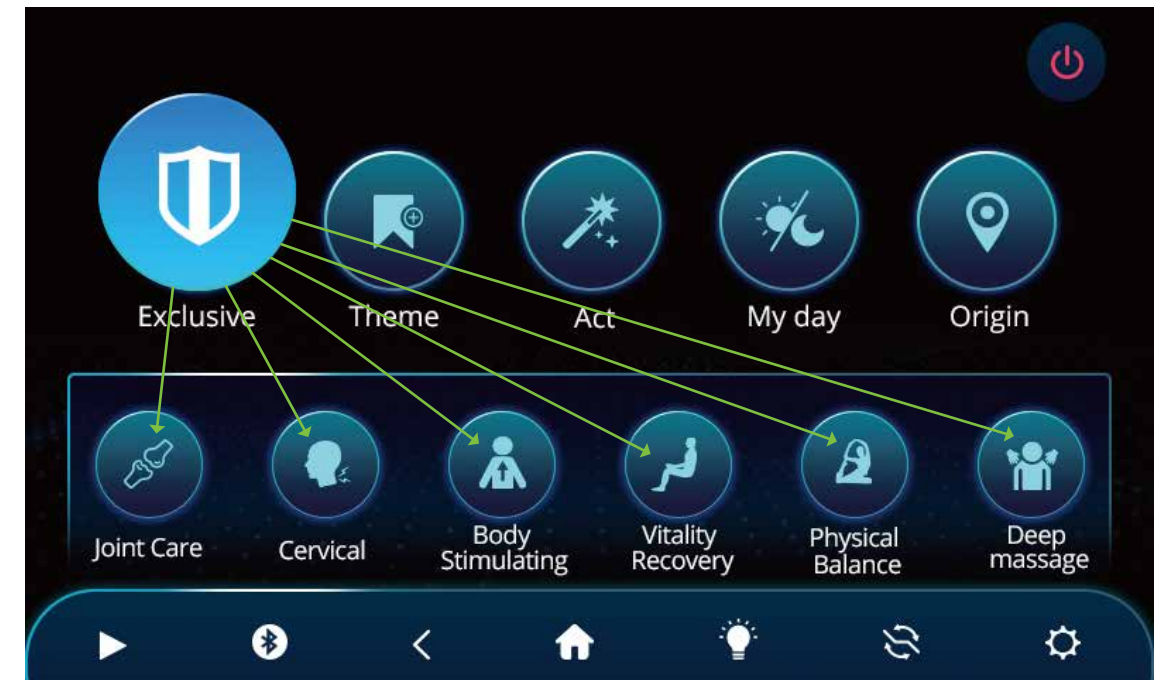 Exclusive
Theme
Act
My day
Origin
Joint Care
Cervical
Body
Stimulating
Vitality
Recovery
Physical
Balance
Deep
massage